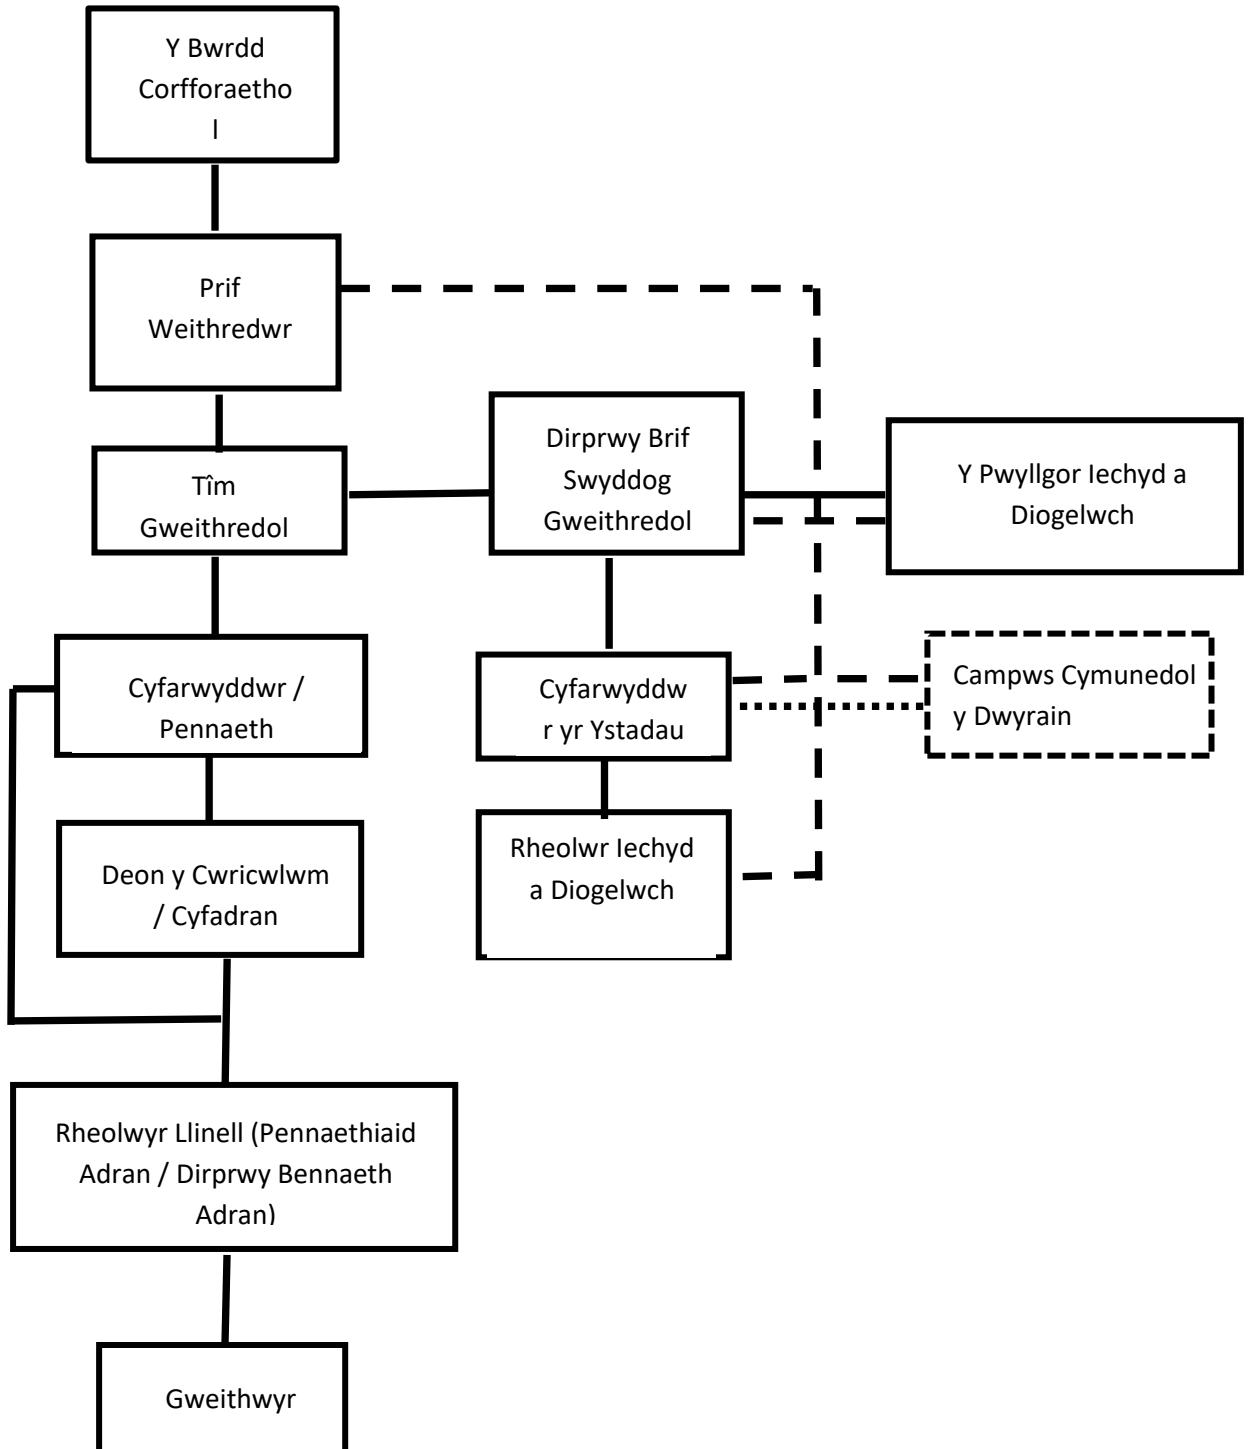 Y Bwrdd
Corfforaetho
l
Prif
Weithredwr
Tîm
Gweithredol
Dirprwy Brif
Swyddog
Gweithredol
Y Pwyllgor Iechyd a
Diogelwch
Cyfarwyddwr /
Pennaeth
Cyfarwyddw
r yr Ystadau
Campws Cymunedol
y Dwyrain
Deon y Cwricwlwm
/ Cyfadran
Rheolwr Iechyd
a Diogelwch
Rheolwyr Llinell (Pennaethiaid
Adran / Dirprwy Bennaeth
Adran)
Gweithwyr